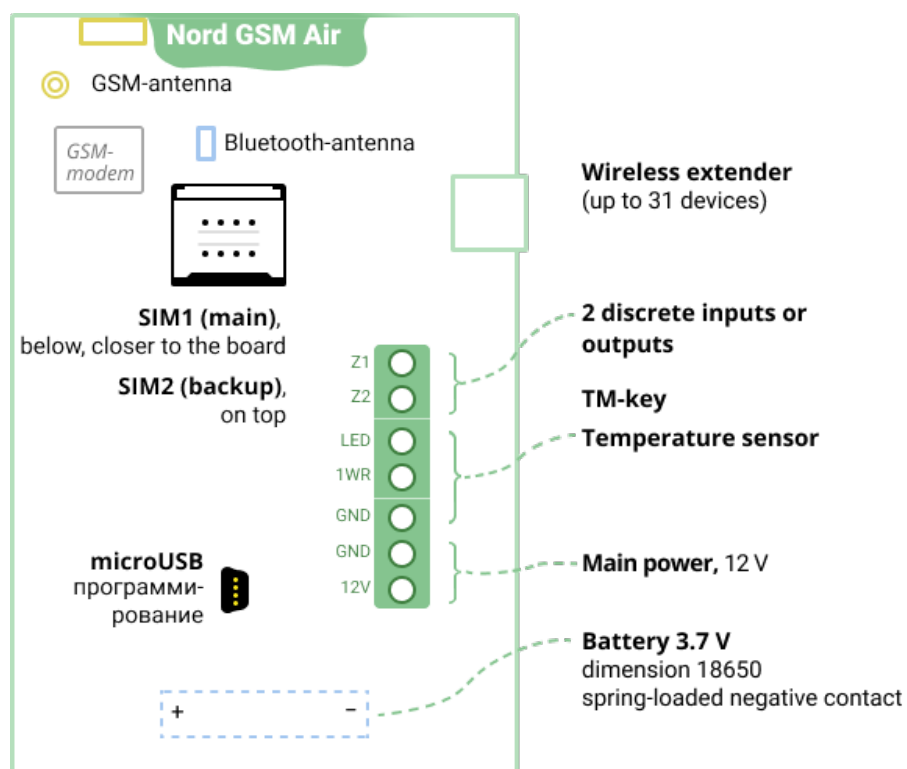 Nord GSM Air
GSM-antenna
GSM-
modem
Bluetooth-antenna
Wireless extender
(up to 31 devices)
SIM1 (main),
below, closer to the board
SIM2 (backup),
on top
2 discrete inputs or
outputs
Z1
Z2
TM-key
Temperature sensor
LED
1WR
GND
GND
12V
microUSB
программи-
рование
Main power, 12 V
Battery 3.7 V
dimension 18650
spring-loaded negative contact
+ −